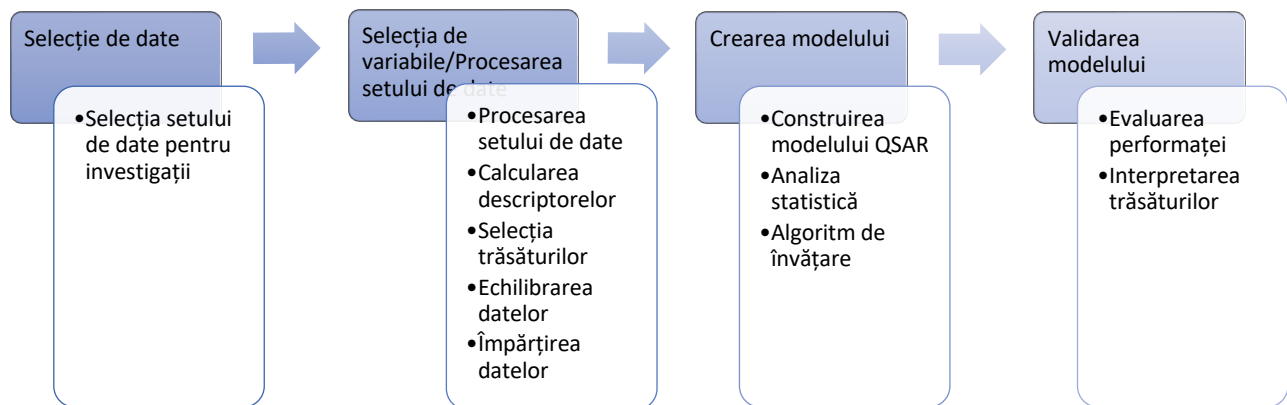 Selecție de date
•Selecția setului
de date pentru
investigații
Selecția de
variabile/Procesarea
setului de date
•Procesarea
setului de date
•Calcularea
descriptorelor
•Selecția
trăsăturilor
•Echilibrarea
datelor
•Împărțirea
datelor
Crearea modelului
•Construirea
modelului QSAR
•Analiza
statistică
•Algoritm de
învățare
Validarea
modelului
•Evaluarea
performaței
•Interpretarea
trăsăturilor